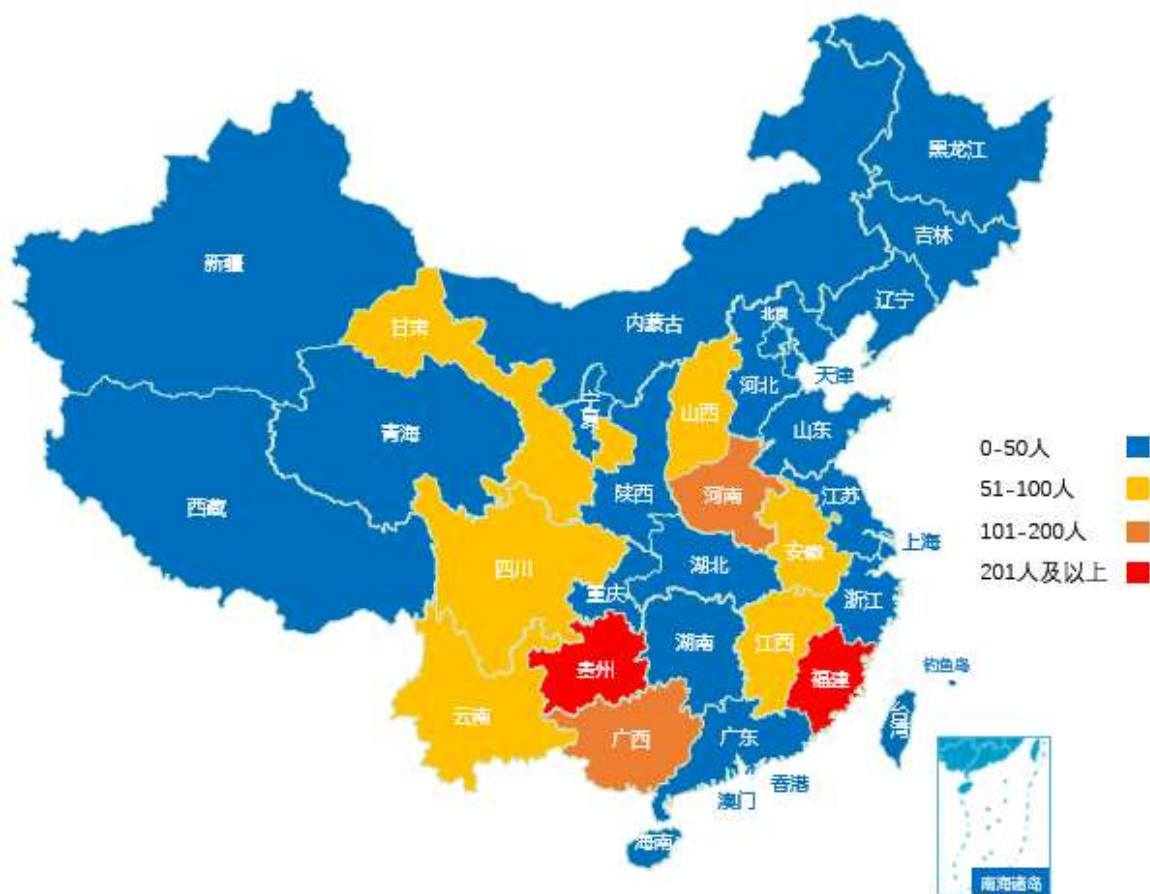 黑龙江
吉林
新疆
辽宁
北京
内蒙古
甘肃
天津
河北
宁夏
山西
青海
山东
0-50人
51-100人
陕西
河南
江苏
西藏
101-200人
上海
安徽
四川
湖北
201人及以上
重庆
浙江
湖南
江西
贵州
福建
钓鱼岛
云南
广西
广东
台湾
香港
澳门
海南
南海诸岛